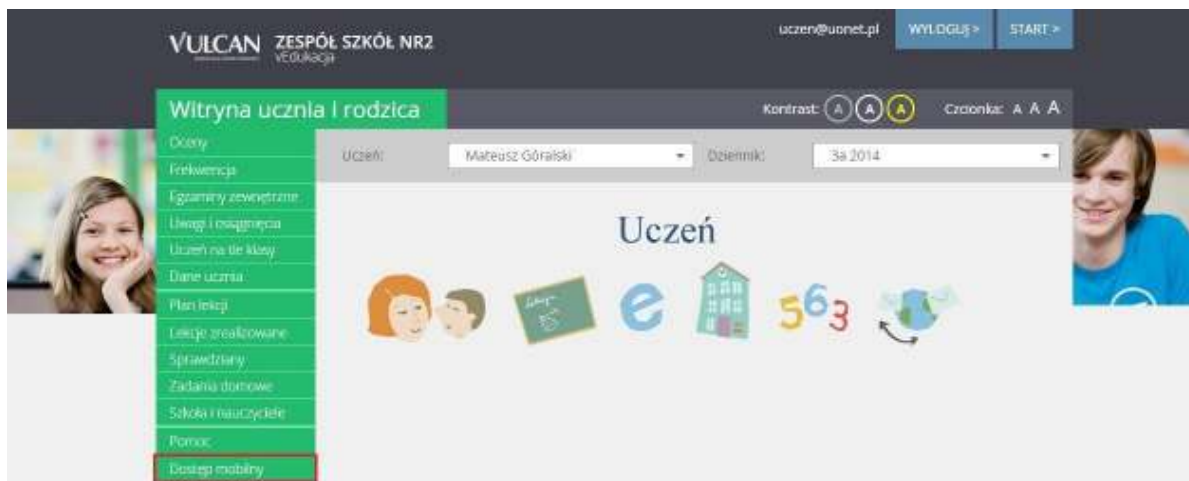 VULCAN ZESPÓŁ SZKÓŁ NR2
vEdukacja
uczen@uonet.pl WYLOGUJ > START >
Witryna ucznia i rodzica
Kontrast: A A A Czcionka: A A A
Oceny
Frekwencja
Egzaminy zewnętrzne
Uwagi i osiągnięcia
Uczeń na tle klasy
Dane ucznia
Plan lekcji
Lekcje zrealizowane
Sprawdziany
Zadania domowe
Szkoła i nauczyciele
Pomoc
Dostęp mobilny
Uczeń: Mateusz Góralski Dziennik: 3a 2014
Uczeń
e
563